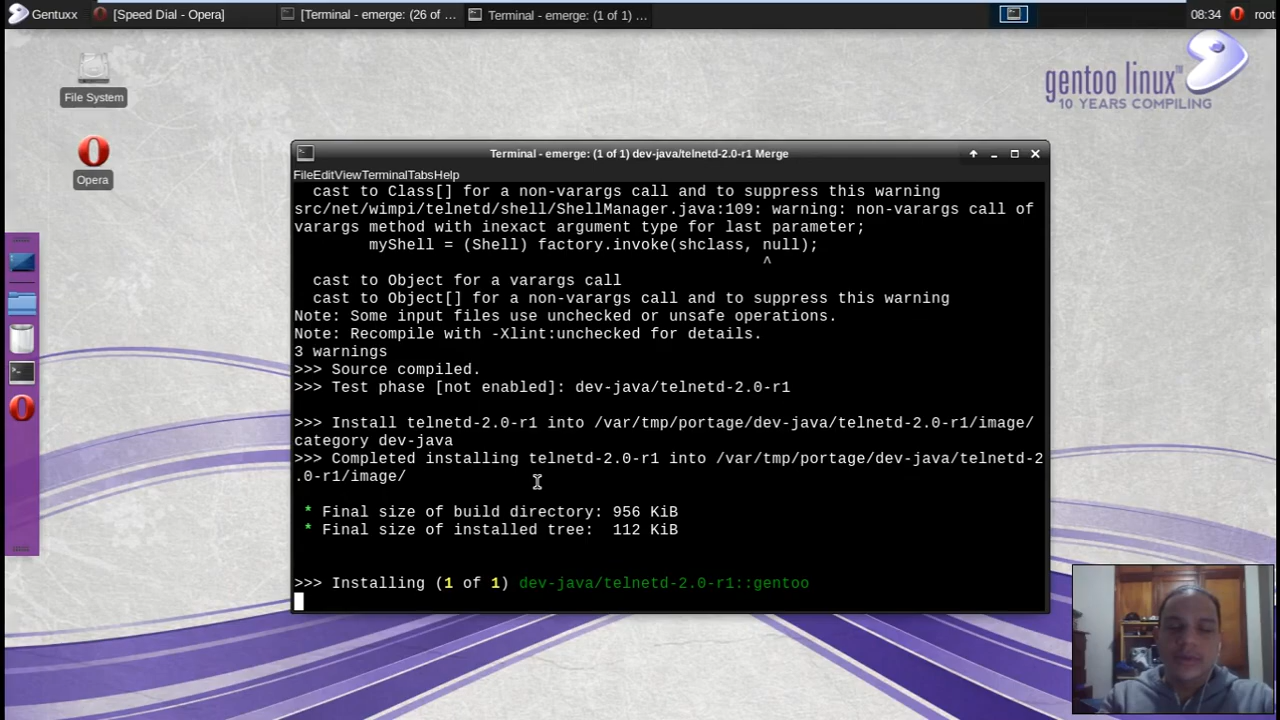 Gentuxx
[Speed Dial - Opera]
[Terminal - emerge: (26 of ...
Terminal - emerge: (1 of 1) ...
08:34
root
File System
Opera
gentoo linux™
10 YEARS COMPILING
Terminal - emerge: (1 of 1) dev-java/telnetd-2.0-r1 Merge
FileEditViewTerminalTabsHelp
cast to Class[] for a non-varargs call and to suppress this warning
src/net/wimpi/telnetd/shell/ShellManager.java:109: warning: non-varargs call of
varargs method with inexact argument type for last parameter;
myShell = (Shell) factory.invoke(shclass, null);
^
cast to Object for a varargs call
cast to Object[] for a non-varargs call and to suppress this warning
Note: Some input files use unchecked or unsafe operations.
Note: Recompile with -Xlint:unchecked for details.
3 warnings
>>> Source compiled.
>>> Test phase [not enabled]: dev-java/telnetd-2.0-r1
>>> Install telnetd-2.0-r1 into /var/tmp/portage/dev-java/telnetd-2.0-r1/image/
category dev-java
>>> Completed installing telnetd-2.0-r1 into /var/tmp/portage/dev-java/telnetd-2
.0-r1/image/
* Final size of build directory: 956 KiB
* Final size of installed tree: 112 KiB
>>> Installing (1 of 1) dev-java/telnetd-2.0-r1::gentoo